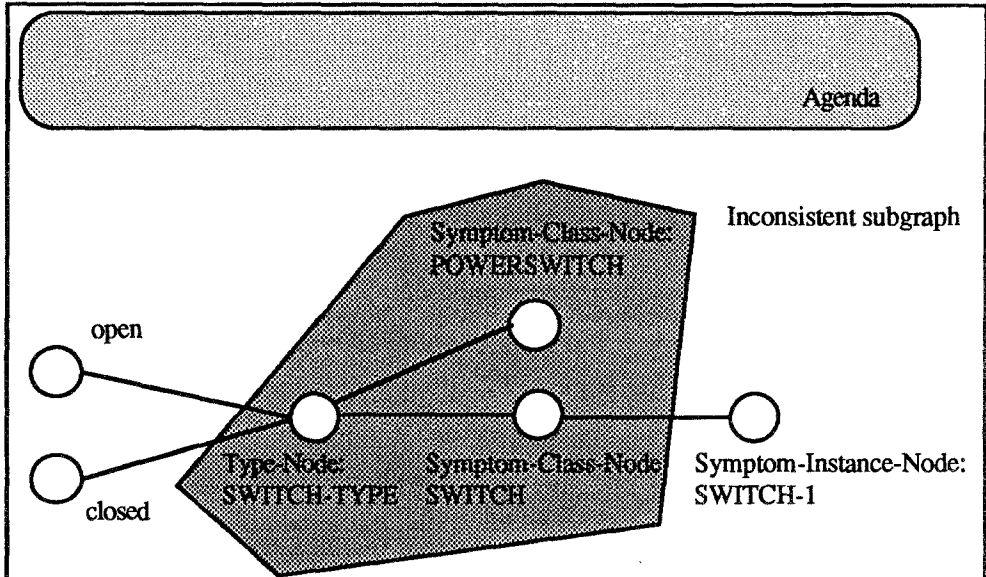 Agenda
Inconsistent subgraph
Symptom-Class-Node:
POWERSWITCH
open
closed
Type-Node:
SWITCH-TYPE
Symptom-Class-Node
SWITCH
Symptom-Instance-Node:
SWITCH-1